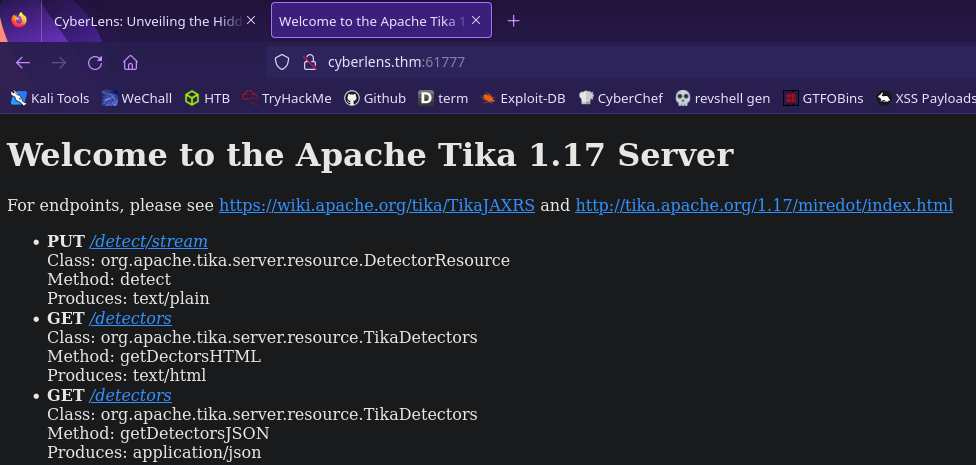 CyberLens: Unveiling the Hidd
Welcome to the Apache Tika 1
cyberlens.thm:61777
Kali Tools WeChall HTB TryHackMe Github term Exploit-DB CyberChef revshell gen GTFOBins XSS Payloads
Welcome to the Apache Tika 1.17 Server
For endpoints, please see https://wiki.apache.org/tika/TikaJAXRS and http://tika.apache.org/1.17/miredot/index.html
• PUT /detect/stream
Class: org.apache.tika.server.resource.DetectorResource
Method: detect
Produces: text/plain
• GET /detectors
Class: org.apache.tika.server.resource.TikaDetectors
Method: getDectorsHTML
Produces: text/html
• GET /detectors
Class: org.apache.tika.server.resource.TikaDetectors
Method: getDetectorsJSON
Produces: application/json